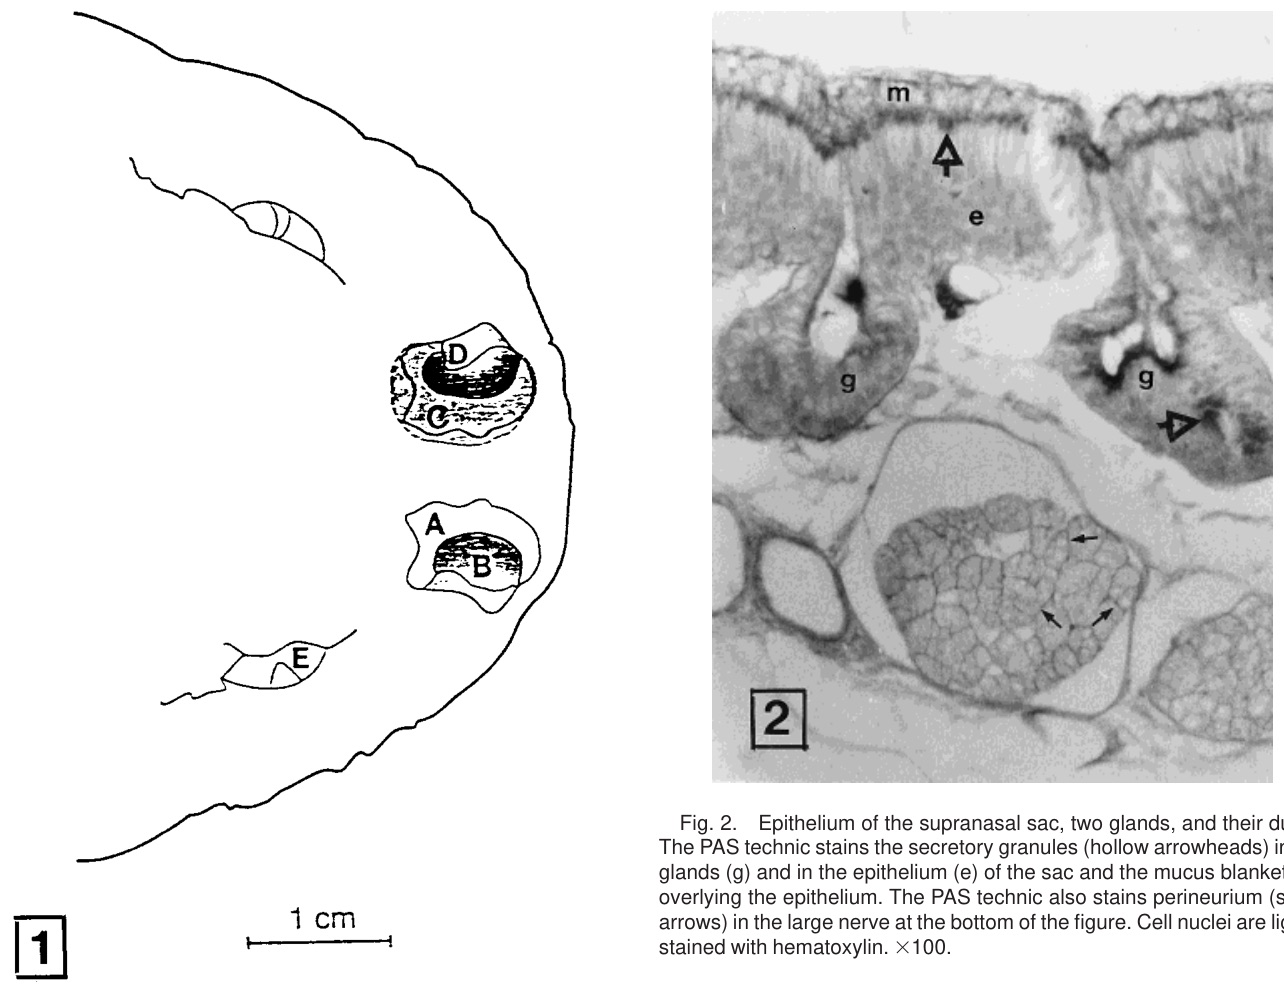 D
C
A
B
E
1 cm
1
m
e
g
g
2
Fig. 2. Epithelium of the supranasal sac, two glands, and their
The PAS technic stains the secretory granules (hollow arrowheads)
glands (g) and in the epithelium (e) of the sac and the mucus blanket
overlying the epithelium. The PAS technic also stains perineurium
arrows) in the large nerve at the bottom of the figure. Cell nuclei are
stained with hematoxylin. ×100.